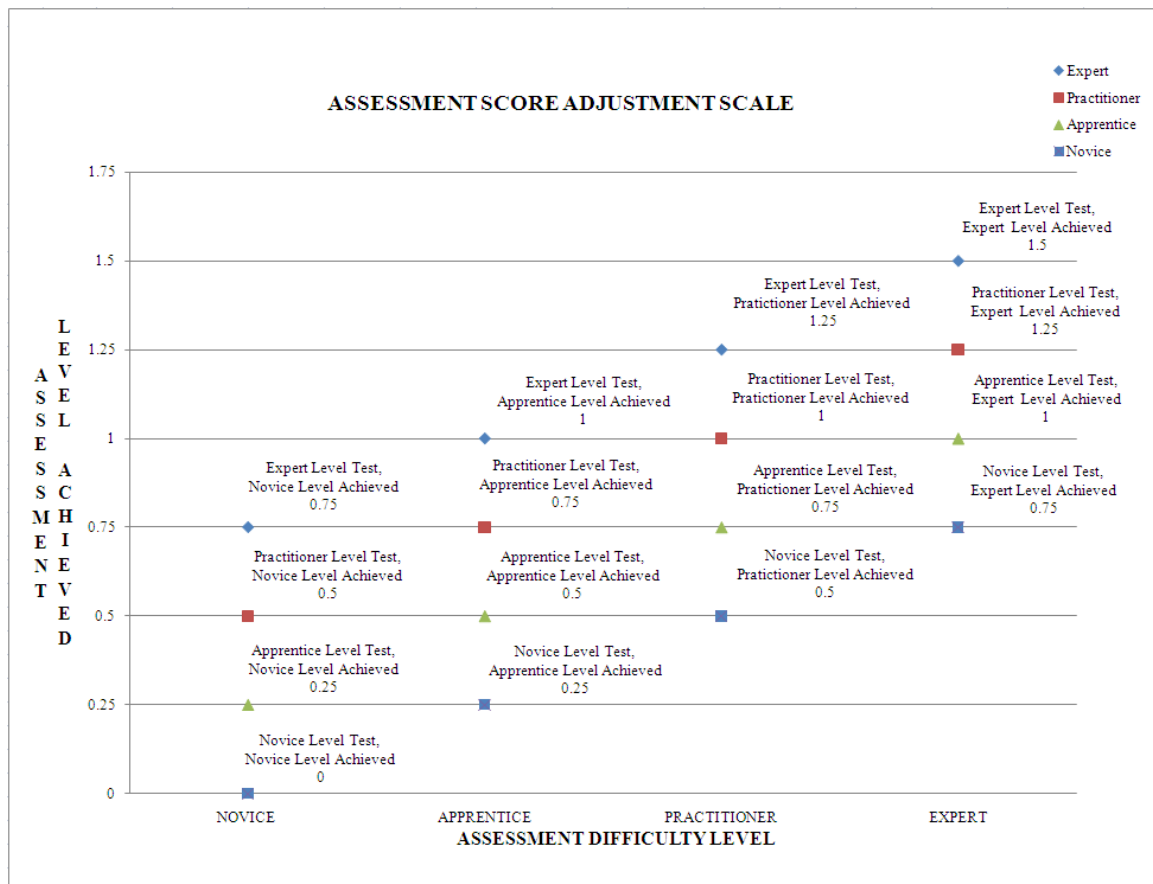 ASSESSMENT SCORE ADJUSTMENT SCALE
Expert
Practitioner
Apprentice
Novice
ASSESSMENT
LEVEL ACHIEVED
1.75
1.5
1.25
1
0.75
0.5
0.25
0
Expert Level Test,
Expert Level Achieved
1.5
Expert Level Test,
Pratictioner Level Achieved
1.25
Practitioner Level Test,
Expert Level Achieved
1.25
Expert Level Test,
Apprentice Level Achieved
1
Practitioner Level Test,
Pratictioner Level Achieved
1
Apprentice Level Test,
Expert Level Achieved
1
Expert Level Test,
Novice Level Achieved
0.75
Practitioner Level Test,
Apprentice Level Achieved
0.75
Apprentice Level Test,
Pratictioner Level Achieved
0.75
Novice Level Test,
Expert Level Achieved
0.75
Practitioner Level Test,
Novice Level Achieved
0.5
Apprentice Level Test,
Apprentice Level Achieved
0.5
Novice Level Test,
Pratictioner Level Achieved
0.5
Apprentice Level Test,
Novice Level Achieved
0.25
Novice Level Test,
Apprentice Level Achieved
0.25
Novice Level Test,
Novice Level Achieved
0
NOVICE
APPRENTICE
PRACTITIONER
EXPERT
ASSESSMENT DIFFICULTY LEVEL